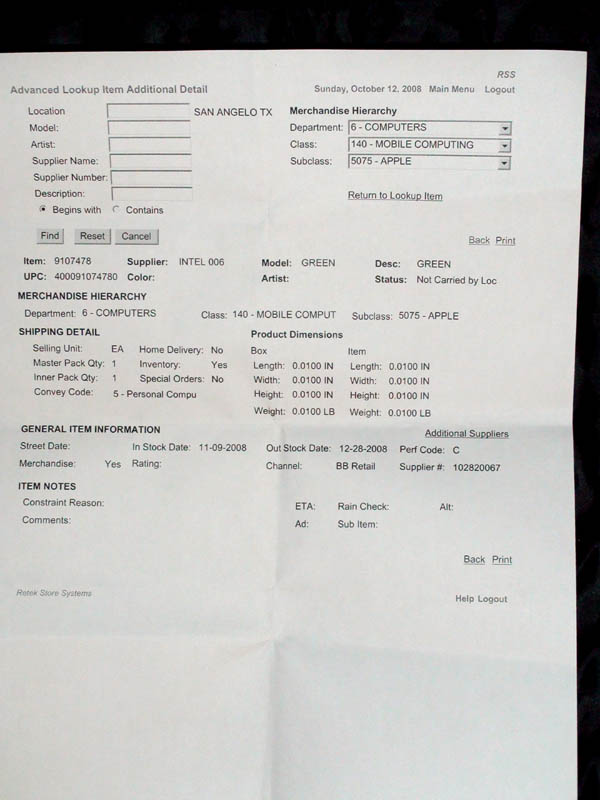 RSS
Advanced Lookup Item Additional Detail Sunday, October 12, 2008 Main Menu Logout
Location SAN ANGELO TX Merchandise Hierarchy
Model: Department: 6 - COMPUTERS
Artist: Class: 140 - MOBILE COMPUTING
Supplier Name: Subclass: 5075 - APPLE
Supplier Number:
Description: Return to Lookup Item
Begins with Contains
Find Reset Cancel Back Print
Item: 9107478 Supplier: INTEL 006 Model: GREEN Desc: GREEN
UPC: 400091074780 Color: Artist: Status: Not Carried by Loc
MERCHANDISE HIERARCHY
Department: 6 - COMPUTERS Class: 140 - MOBILE COMPUT Subclass: 5075 - APPLE
SHIPPING DETAIL Product Dimensions
Selling Unit: EA Home Delivery: No Box Item
Master Pack Qty: 1 Inventory: Yes Length: 0.0100 IN Length: 0.0100 IN
Inner Pack Qty: 1 Special Orders: No Width: 0.0100 IN Width: 0.0100 IN
Convey Code: 5 - Personal Compu Height: 0.0100 IN Height: 0.0100 IN
Weight: 0.0100 LB Weight: 0.0100 LB
GENERAL ITEM INFORMATION Additional Suppliers
Street Date: In Stock Date: 11-09-2008 Out Stock Date: 12-28-2008 Perf Code: C
Merchandise: Yes Rating: Channel: BB Retail Supplier #: 102820067
ITEM NOTES
Constraint Reason: ETA: Rain Check: Alt:
Comments: Ad: Sub Item:
Back Print
Retek Store Systems Help Logout